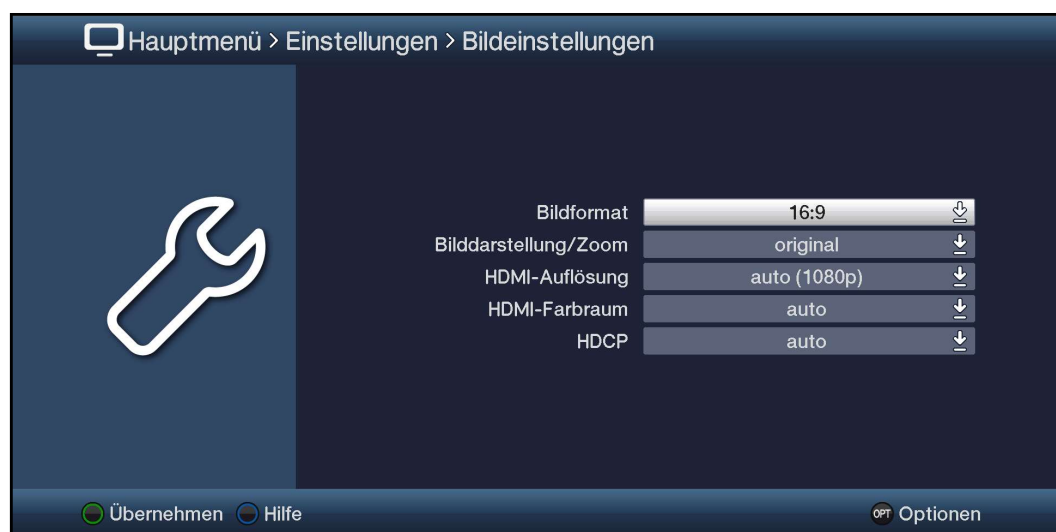 Hauptmenü > Einstellungen > Bildeinstellungen
Bildformat 16:9
Bilddarstellung/Zoom original
HDMI-Auflösung auto (1080p)
HDMI-Farbraum auto
HDCP auto
Übernehmen Hilfe OPT Optionen